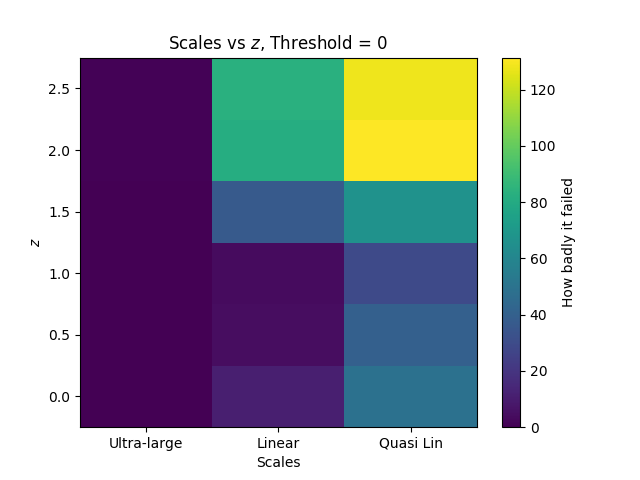 Scales vs z, Threshold = 0
2.5
2.0
1.5
1.0
0.5
0.0
z
Ultra-large
Linear
Quasi Lin
Scales
120
100
80
60
40
20
0
How badly it failed